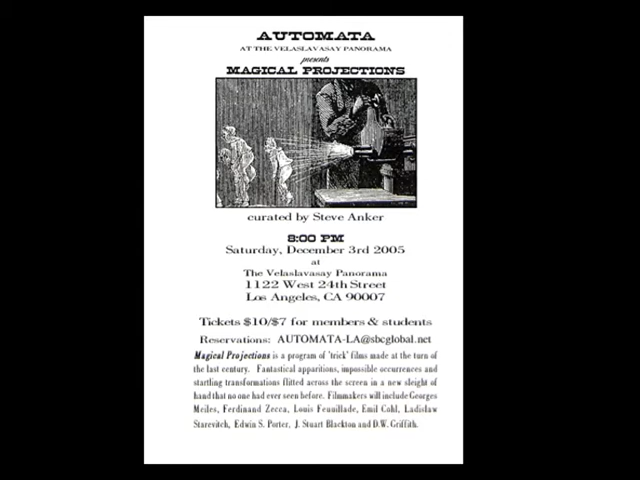 AUTOMATA
AT THE VELASLAVASAY PANORAMA
presents
MAGICAL PROJECTIONS
curated by Steve Anker
8:00 PM
Saturday, December 3rd 2005
at
The Velaslavasay Panorama
1122 West 24th Street
Los Angeles, CA 90007
Tickets $10/$7 for members & students
Reservations: AUTOMATA-LA@sbcglobal.net
Magical Projections is a program of 'trick' films made at the turn of
the last century. Fantastical apparitions, impossible occurrences and
startling transformations flitted across the screen in a new sleight of
hand that no one had ever seen before. Filmmakers will include Georges
Meiles, Ferdinand Zecca, Louis Feuillade, Emil Cohl, Ladislaw
Starevitch, Edwin S. Porter, J. Stuart Blackton and D.W. Griffith.